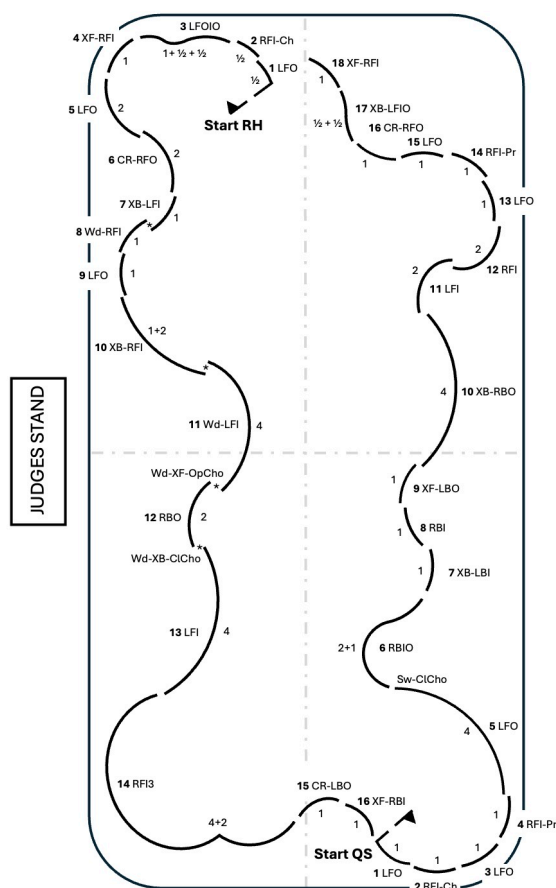 3 LFOIO
4 XF-RFI
2 RFI-Ch
1
1+ ½ + ½
½
1 LFO
½
Start RH
5 LFO
2
6 CR-RFO
2
7 XB-LFI
1
8 Wd-RFI
*
1
9 LFO
1
10 XB-RFI
1+2
*
11 Wd-LFI
4
Wd-XF-OpCho
*
12 RBO
2
Wd-XB-ClCho
*
13 LFI
4
14 RFI3
4+2
15 CR-LBO
1
16 XF-RBI
1
JUDGES STAND
18 XF-RFI
1
17 XB-LFIO
½ + ½
16 CR-RFO
1
15 LFO
1
14 RFI-Pr
1
13 LFO
1
12 RFI
2
11 LFI
2
10 XB-RBO
4
9 XF-LBO
1
8 RBI
1
7 XB-LBI
1
6 RBIO
2+1
Sw-ClCho
5 LFO
4
4 RFI-Pr
1
3 LFO
1
2 RFI-Ch
1
1 LFO
1
Start QS